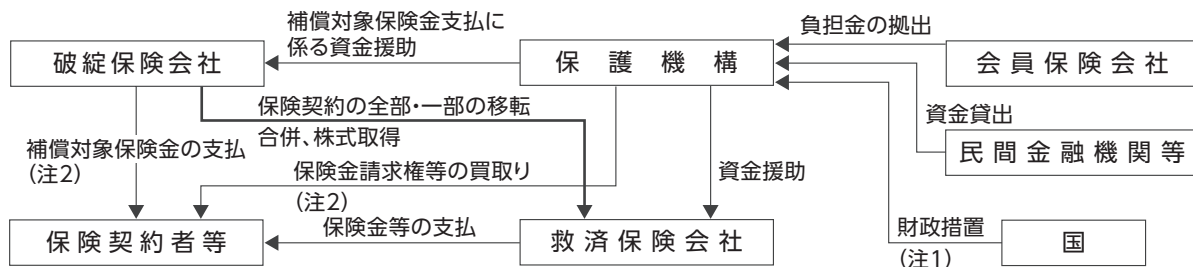 補償対象保険金支払に
係る資金援助
負担金の拠出
破綻保険会社
保護機構
会員保険会社
保険契約の全部・一部の移転
合併、株式取得
資金貸出
民間金融機関等
補償対象保険金の支払
(注2)
保険金請求権等の買取り
(注2)
資金援助
保険契約者等
保険金等の支払
救済保険会社
財政措置
(注1)
国